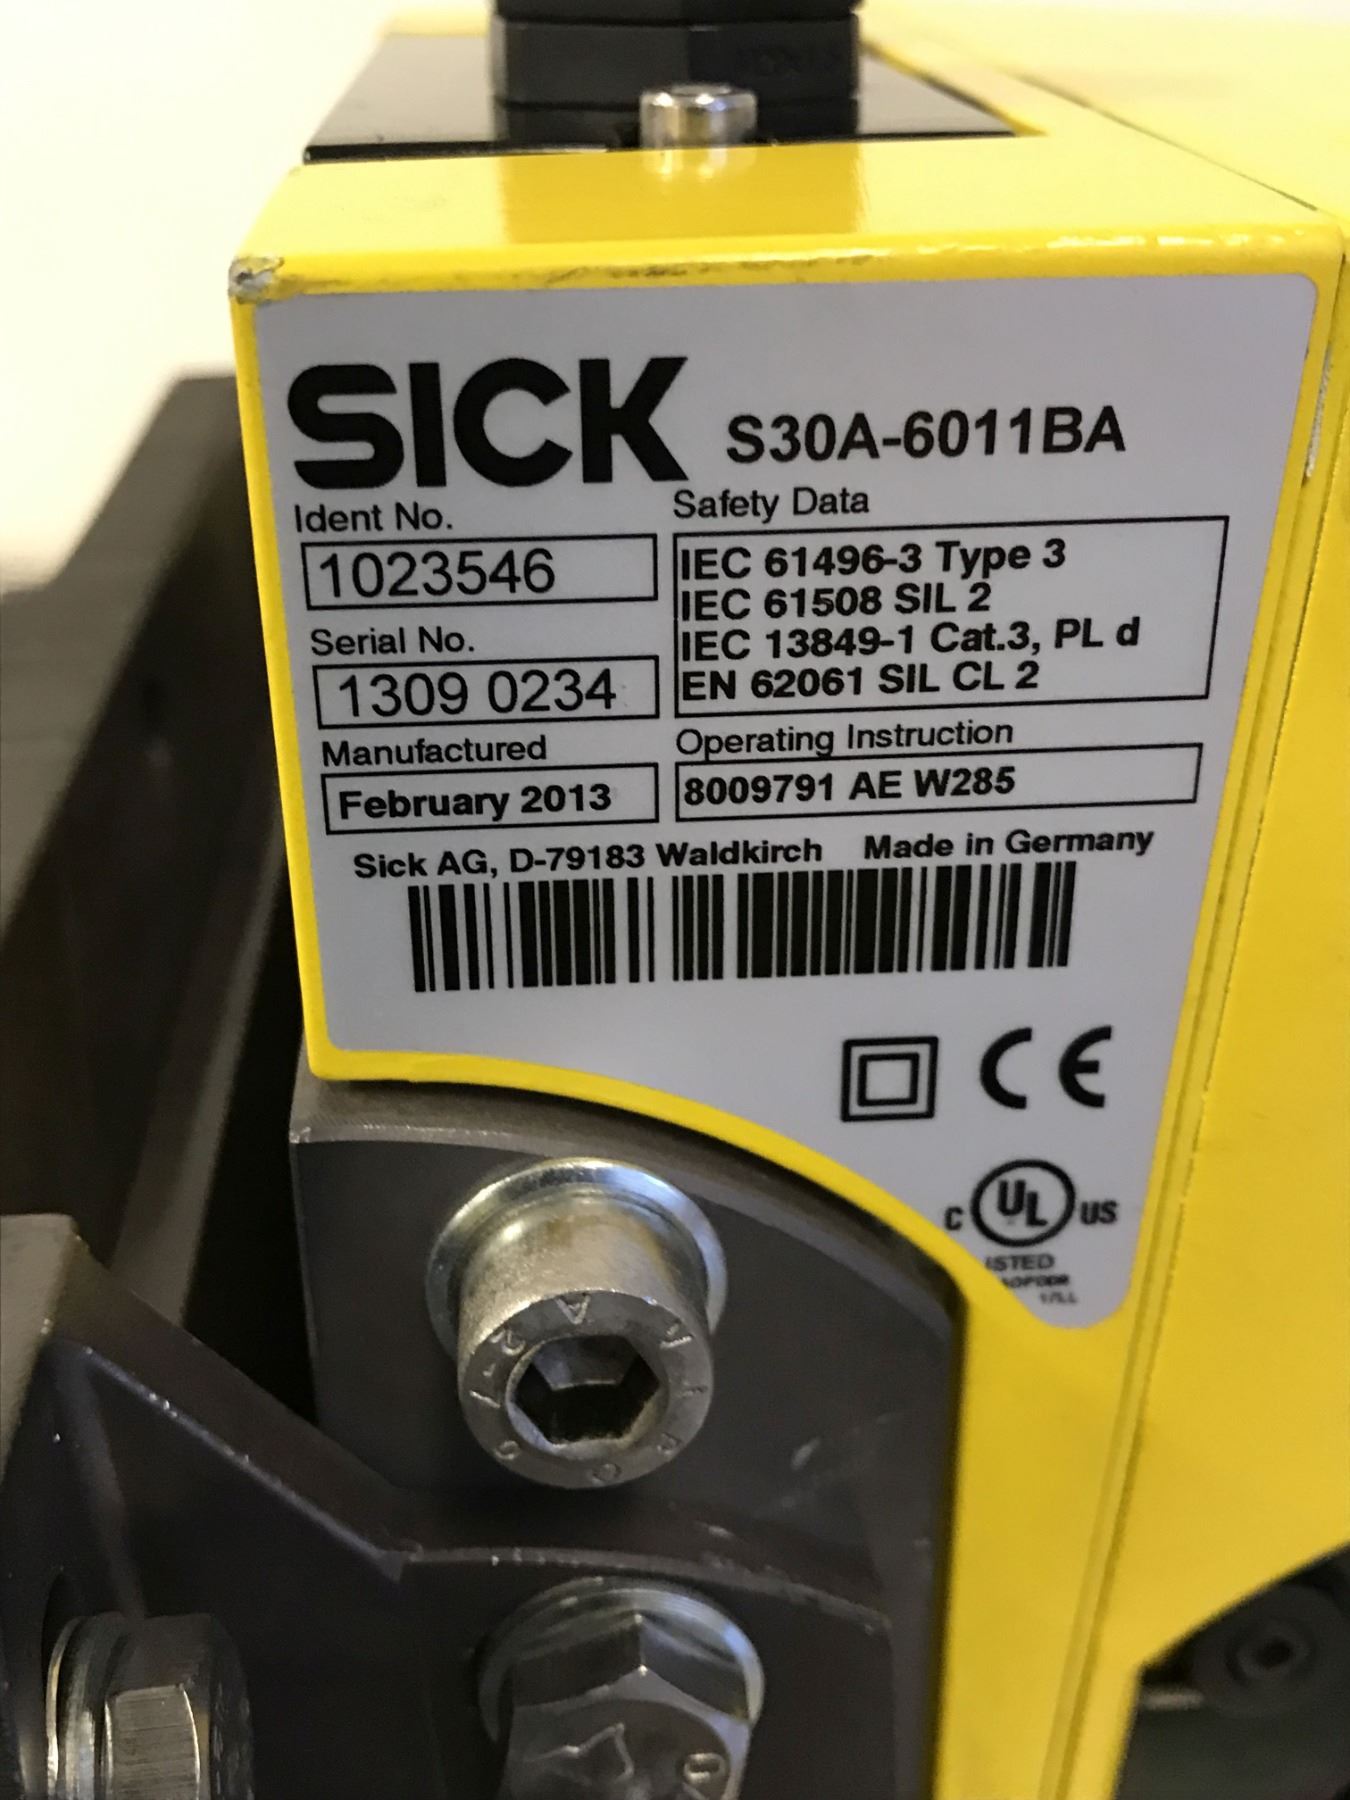 SICK S30A-6011BA
Ident No.
1023546
Serial No.
1309 0234
Manufactured
February 2013
Safety Data
IEC 61496-3 Type 3
IEC 61508 SIL 2
IEC 13849-1 Cat.3, PL d
EN 62061 SIL CL 2
Operating Instruction
8009791 AE W285
Sick AG, D-79183 Waldkirch Made in Germany
CE
C UL US
ISTED